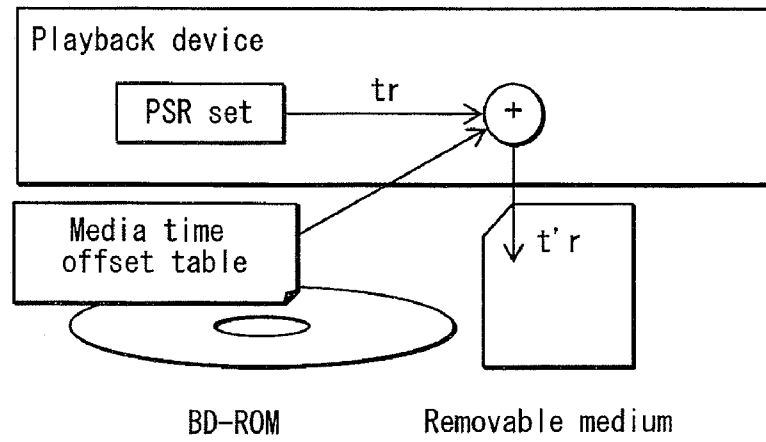 Playback device
PSR set
tr
+
Media time
offset table
t'r
BD-ROM
Removable medium